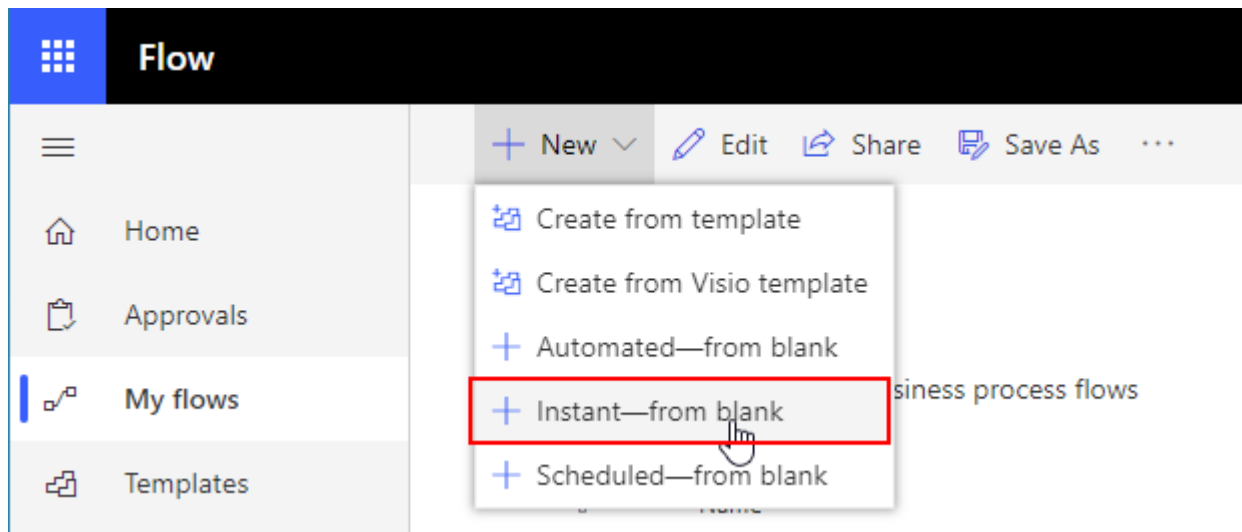 Flow
New Edit Share Save As ...
Home
Create from template
Create from Visio template
Approvals
Automated—from blank
My flows
siness process flows
Instant—from blank
Templates
Scheduled—from blank
Name